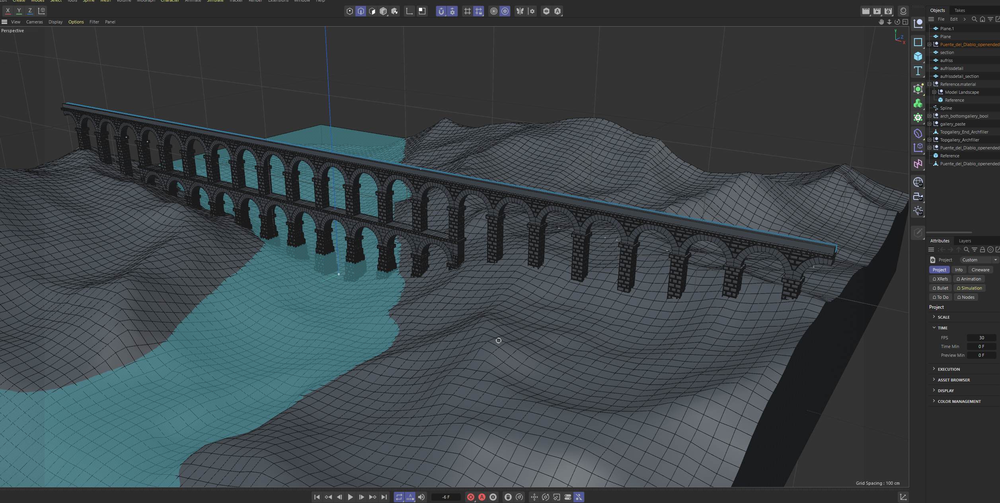 Edit Create Modes Select Tools Spline Mesh Volume MoGraph Character Animate Simulate Tracker Render Extensions Window Help
X Y Z
View Cameras Display Options Filter Panel
Perspective
Y
Z
X
Grid Spacing : 100 cm
-6 F
Objects Takes
File Edit
Plane.1
Plane
Puente_del_Diablo_openended
section
aufriss
aufrissdetail
aufrissdetail_section
Reference.material
Model Landscape
Reference
Spline
arch_bottomgallery_bool
gallery_paste
Topgallery_End_Archfiller
Topgallery_Archfiller
Puente_del_Diablo_openended
Reference
Puente_del_Diablo_openended
Attributes Layers
Project Custom
Project Info Cineware
XRefs Animation
Bullet Simulation
To Do Nodes
Project
SCALE
TIME
FPS 30
Time Min 0 F
Preview Min 0 F
EXECUTION
ASSET BROWSER
DISPLAY
COLOR MANAGEMENT